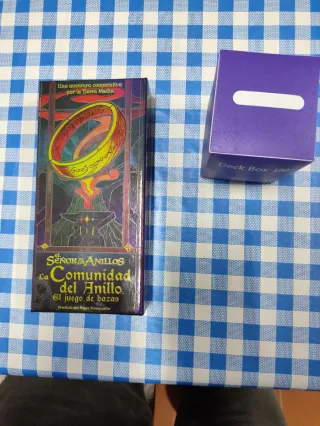 Una aventura cooperativa
por la Tierra Media
EL SEÑOR DE LOS ANILLOS
La Comunidad
del Anillo
El juego de bazas
Deck Box 100